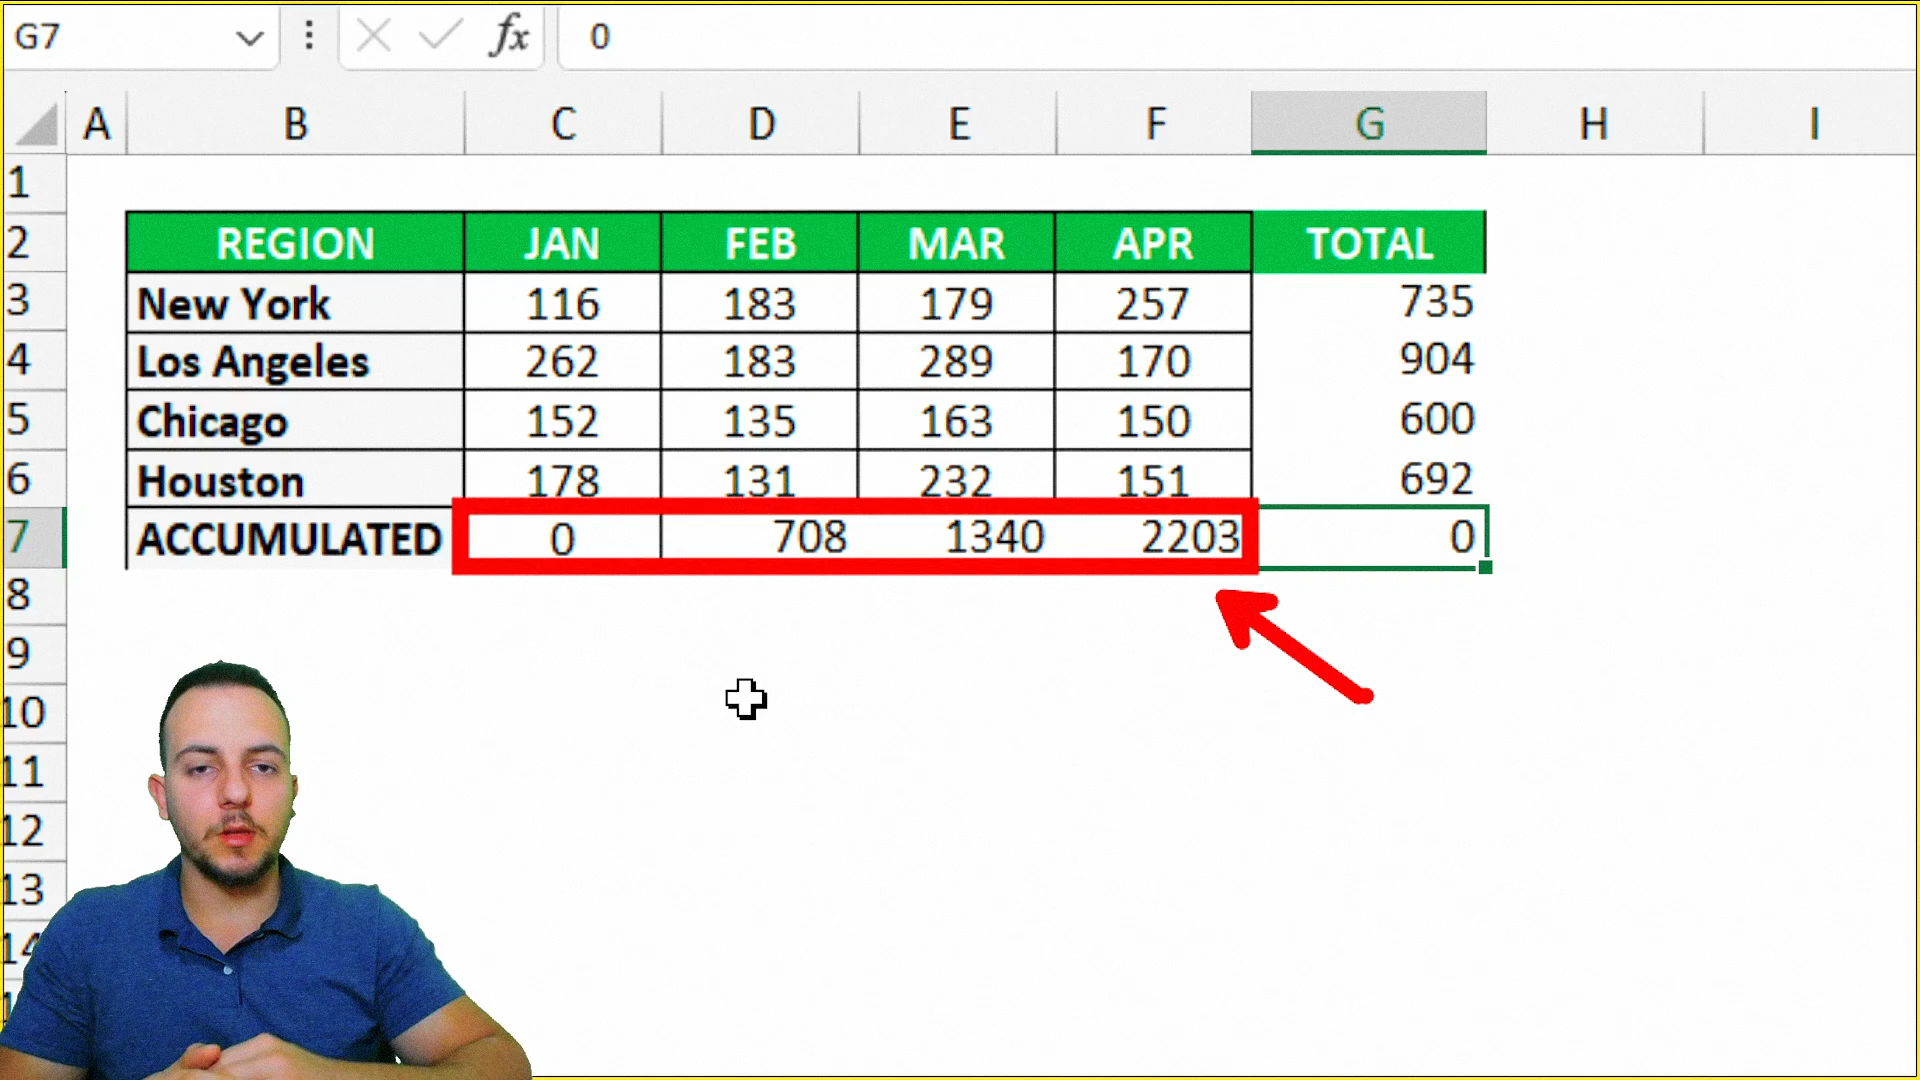 G7 fx 0
A B C D E F G H I
1
2 REGION JAN FEB MAR APR TOTAL
3 New York 116 183 179 257 735
4 Los Angeles 262 183 289 170 904
5 Chicago 152 135 163 150 600
6 Houston 178 131 232 151 692
7 ACCUMULATED 0 708 1340 2203 0
8
9
10
11
12
13
14